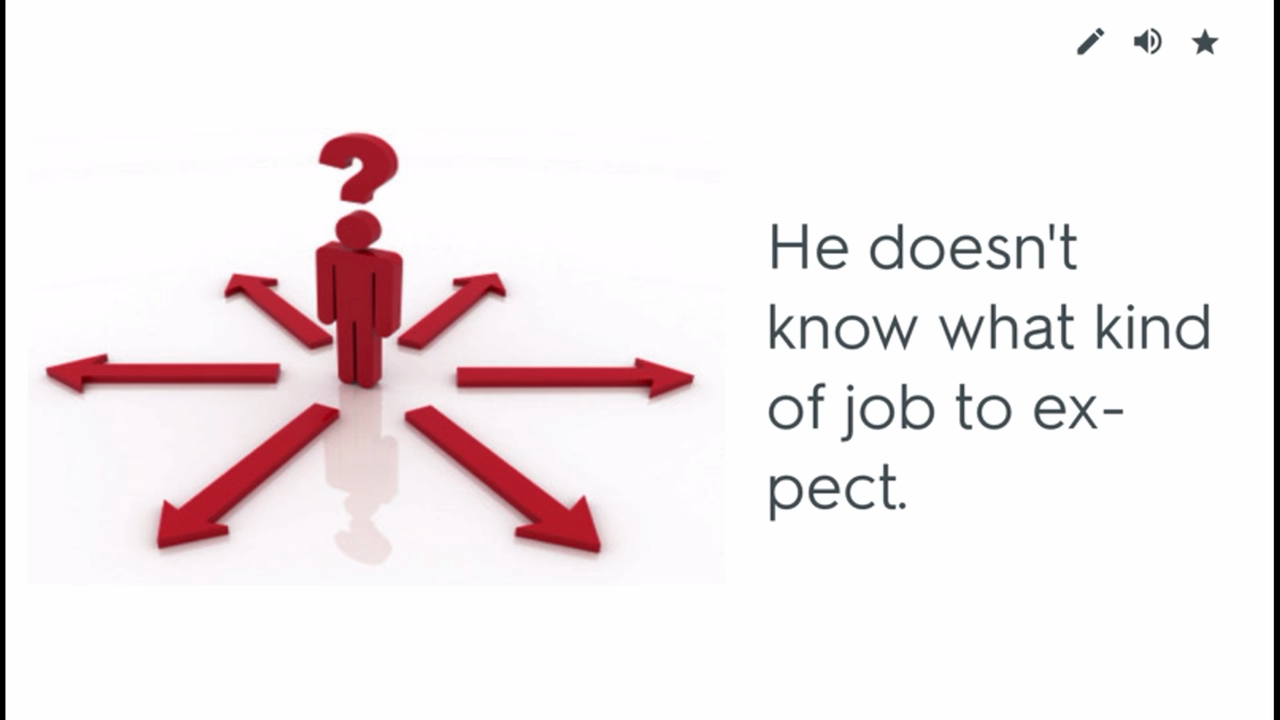 ?
He doesn't
know what kind
of job to ex-
pect.